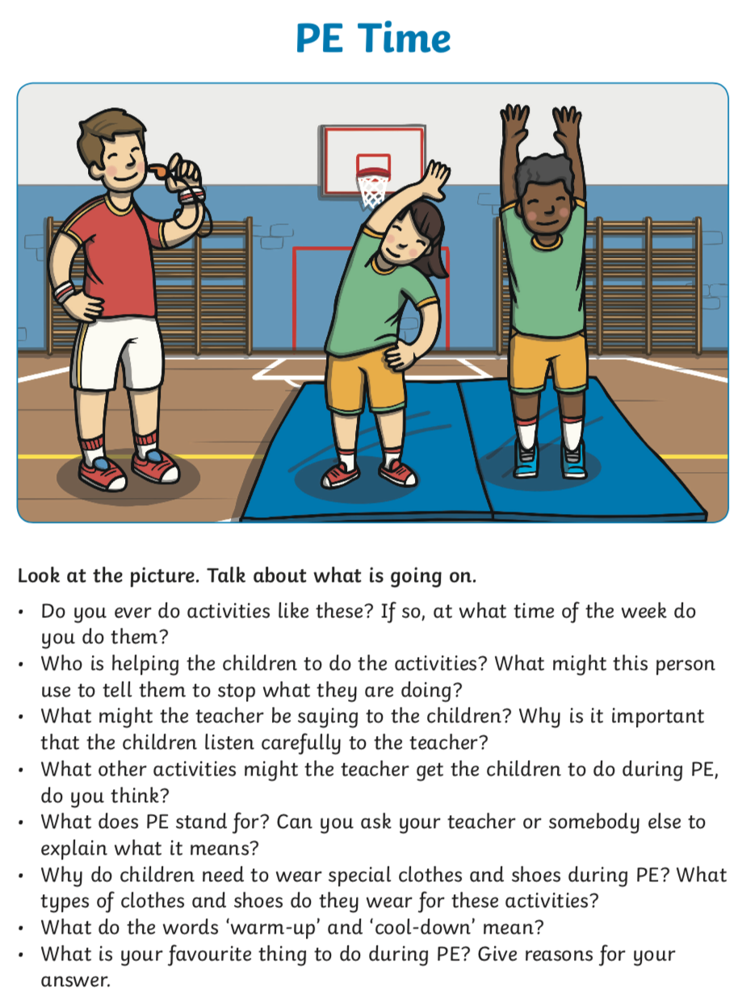 PE Time
Look at the picture. Talk about what is going on.
• Do you ever do activities like these? If so, at what time of the week do
you do them?
• Who is helping the children to do the activities? What might this person
use to tell them to stop what they are doing?
• What might the teacher be saying to the children? Why is it important
that the children listen carefully to the teacher?
• What other activities might the teacher get the children to do during PE,
do you think?
• What does PE stand for? Can you ask your teacher or somebody else to
explain what it means?
• Why do children need to wear special clothes and shoes during PE? What
types of clothes and shoes do they wear for these activities?
• What do the words ‘warm-up’ and ‘cool-down’ mean?
• What is your favourite thing to do during PE? Give reasons for your
answer.